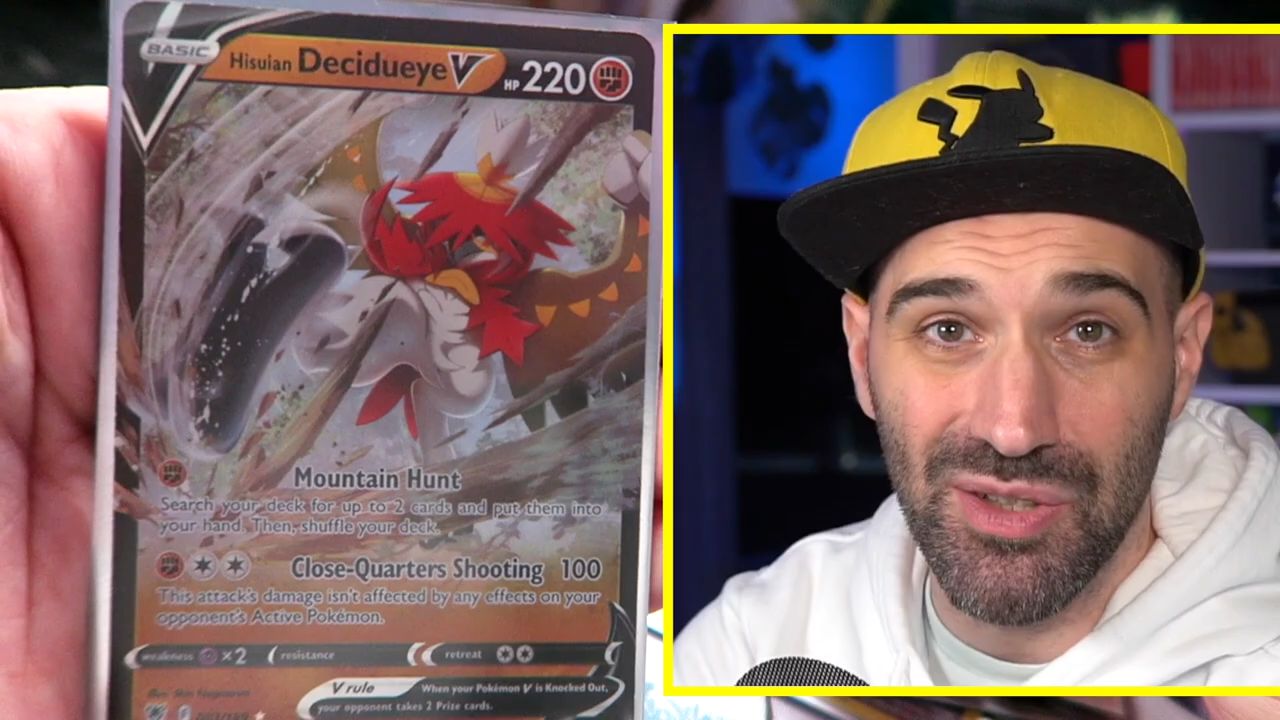 BASIC
Hisuian Decidueye V HP 220
Mountain Hunt
Search your deck for up to 2 cards and put them into
your hand. Then, shuffle your deck.
Close-Quarters Shooting 100
This attack's damage isn't affected by any effects on your
opponent's Active Pokémon.
weakness ×2 resistance retreat
V rule When your Pokémon V is Knocked Out,
your opponent takes 2 Prize cards.